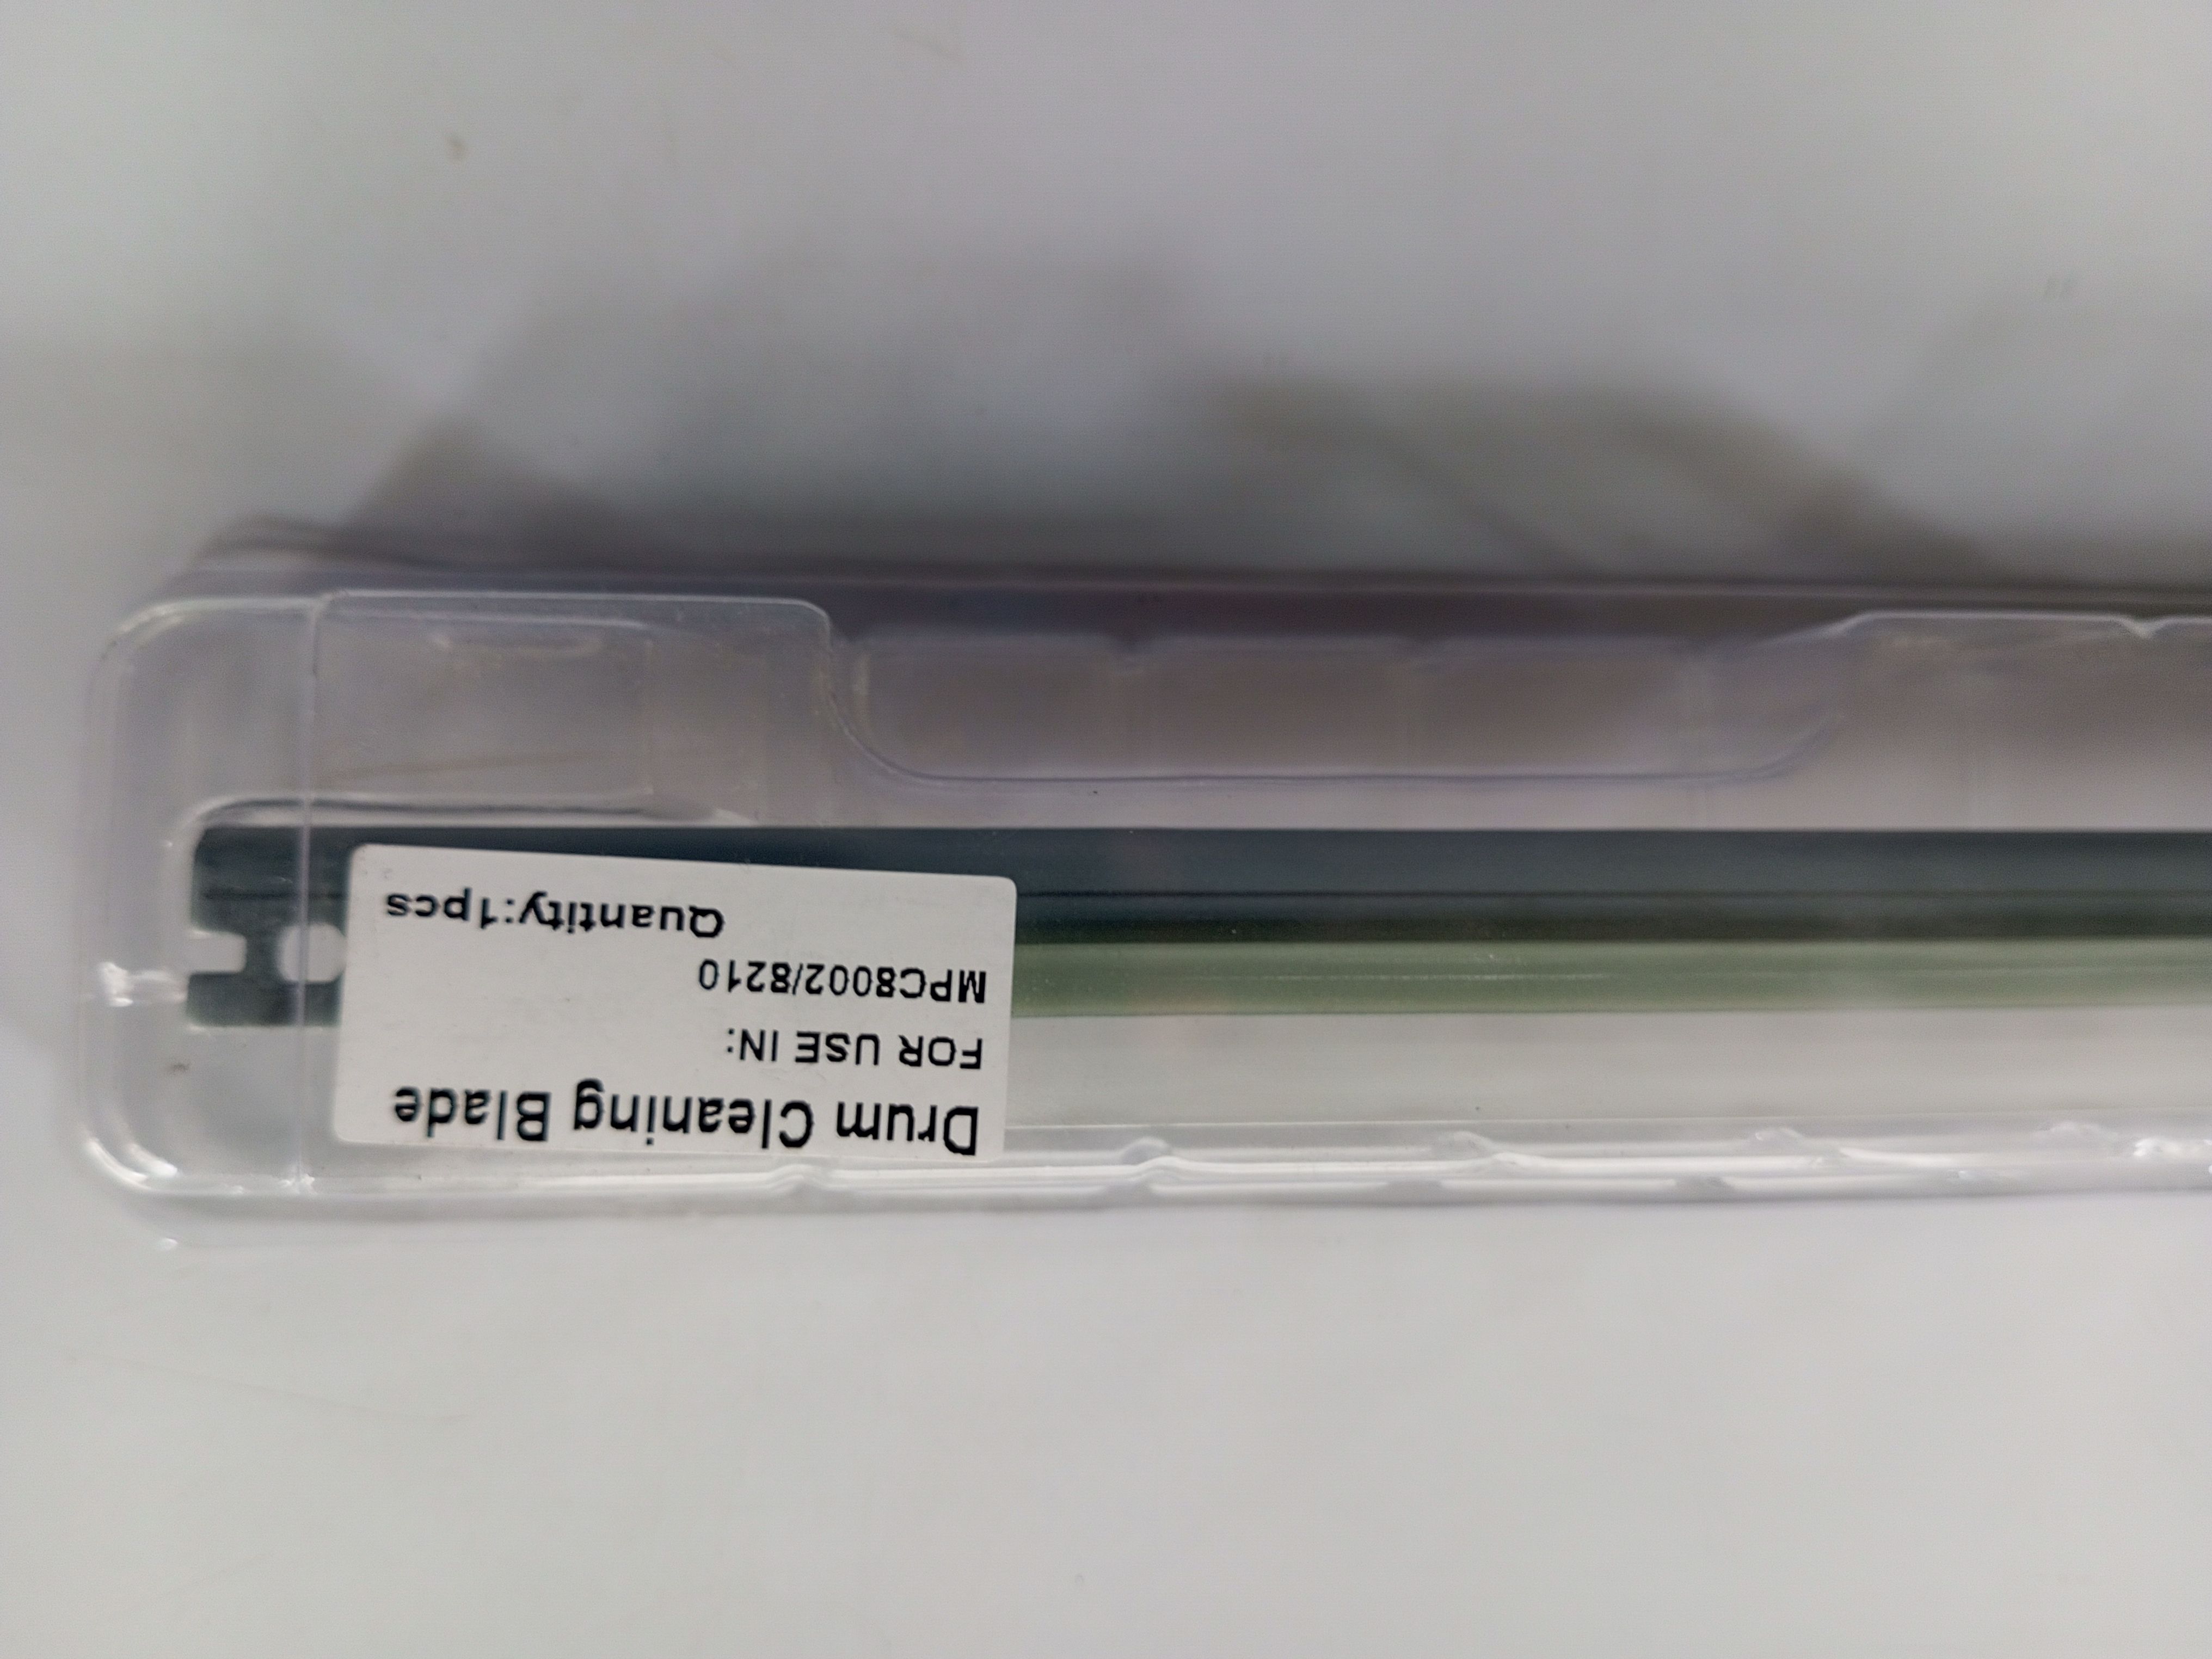 Drum Cleaning Blade
FOR USE IN:
MPC8002/8210
Quantity:1pcs